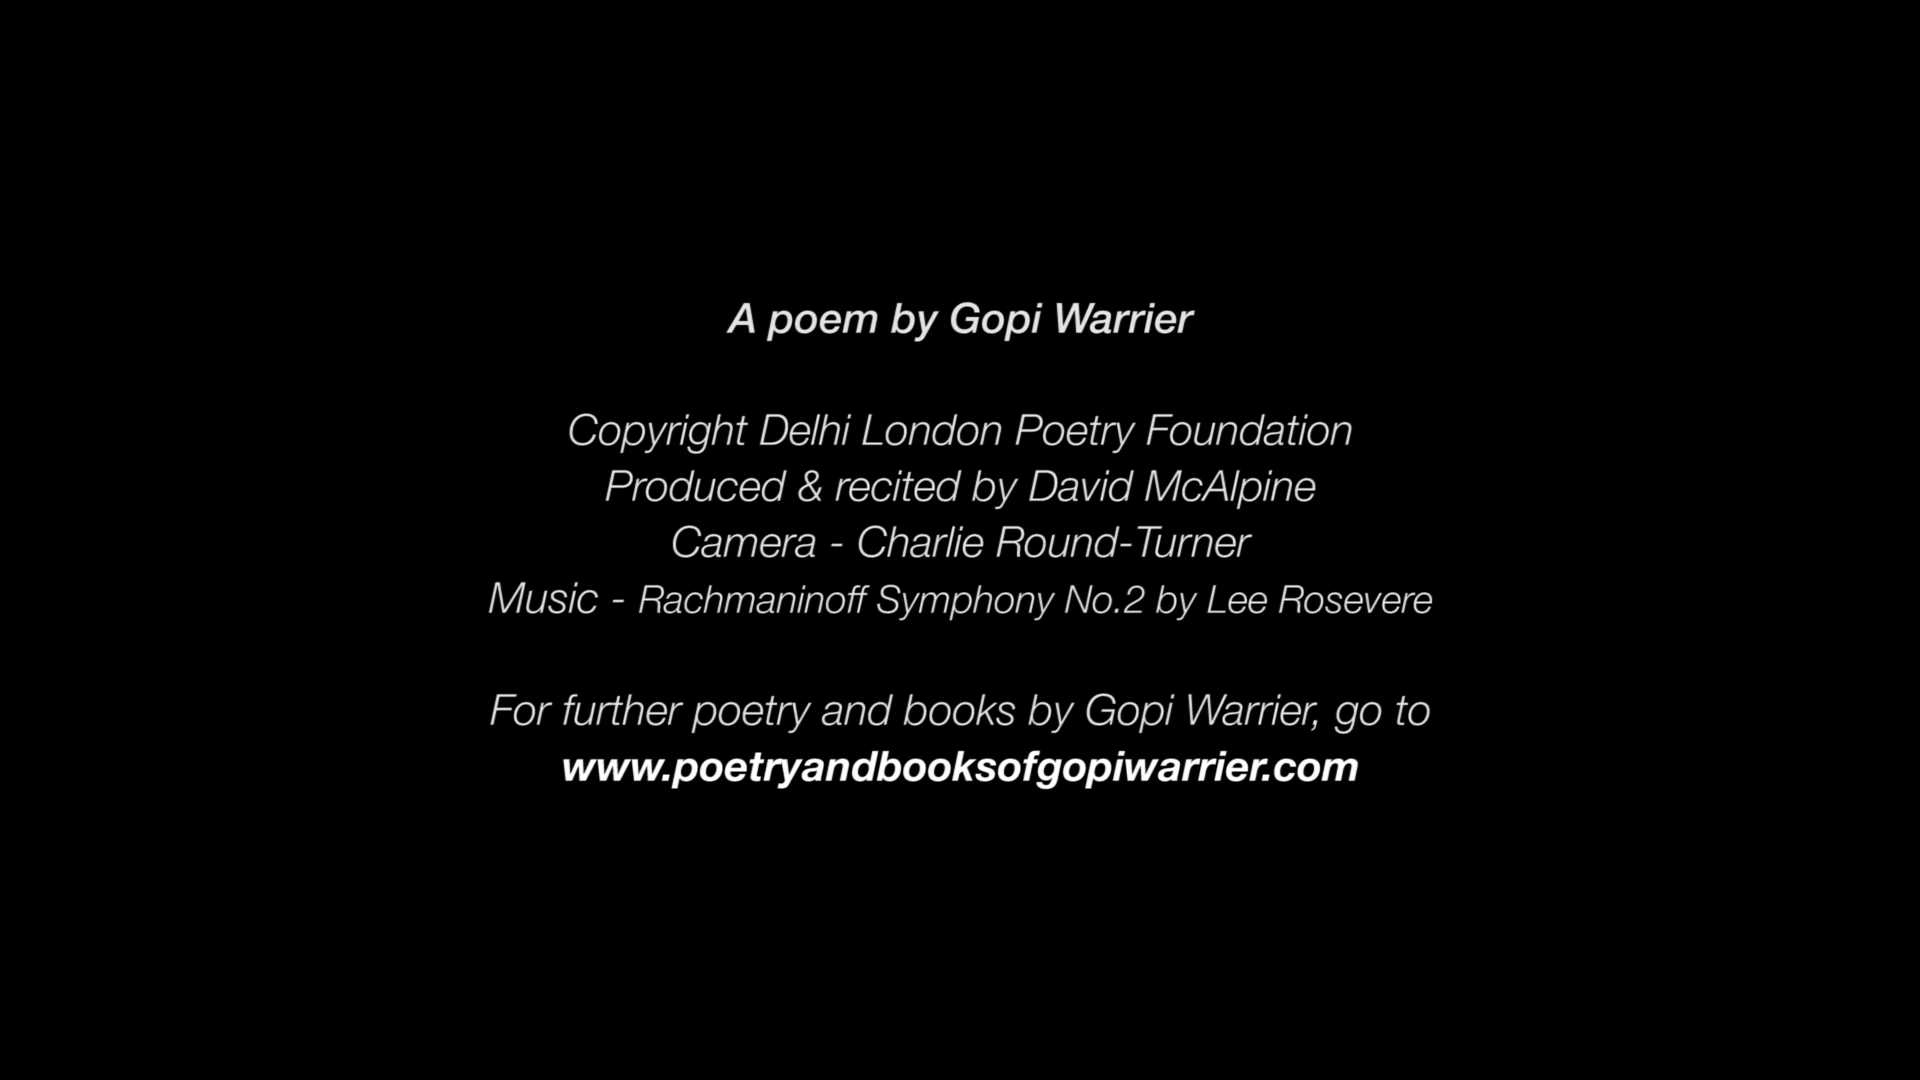 A poem by Gopi Warrier
Copyright Delhi London Poetry Foundation
Produced & recited by David McAlpine
Camera - Charlie Round-Turner
Music - Rachmaninoff Symphony No.2 by Lee Rosevere
For further poetry and books by Gopi Warrier, go to
www.poetryandbooksofgopiwarrier.com